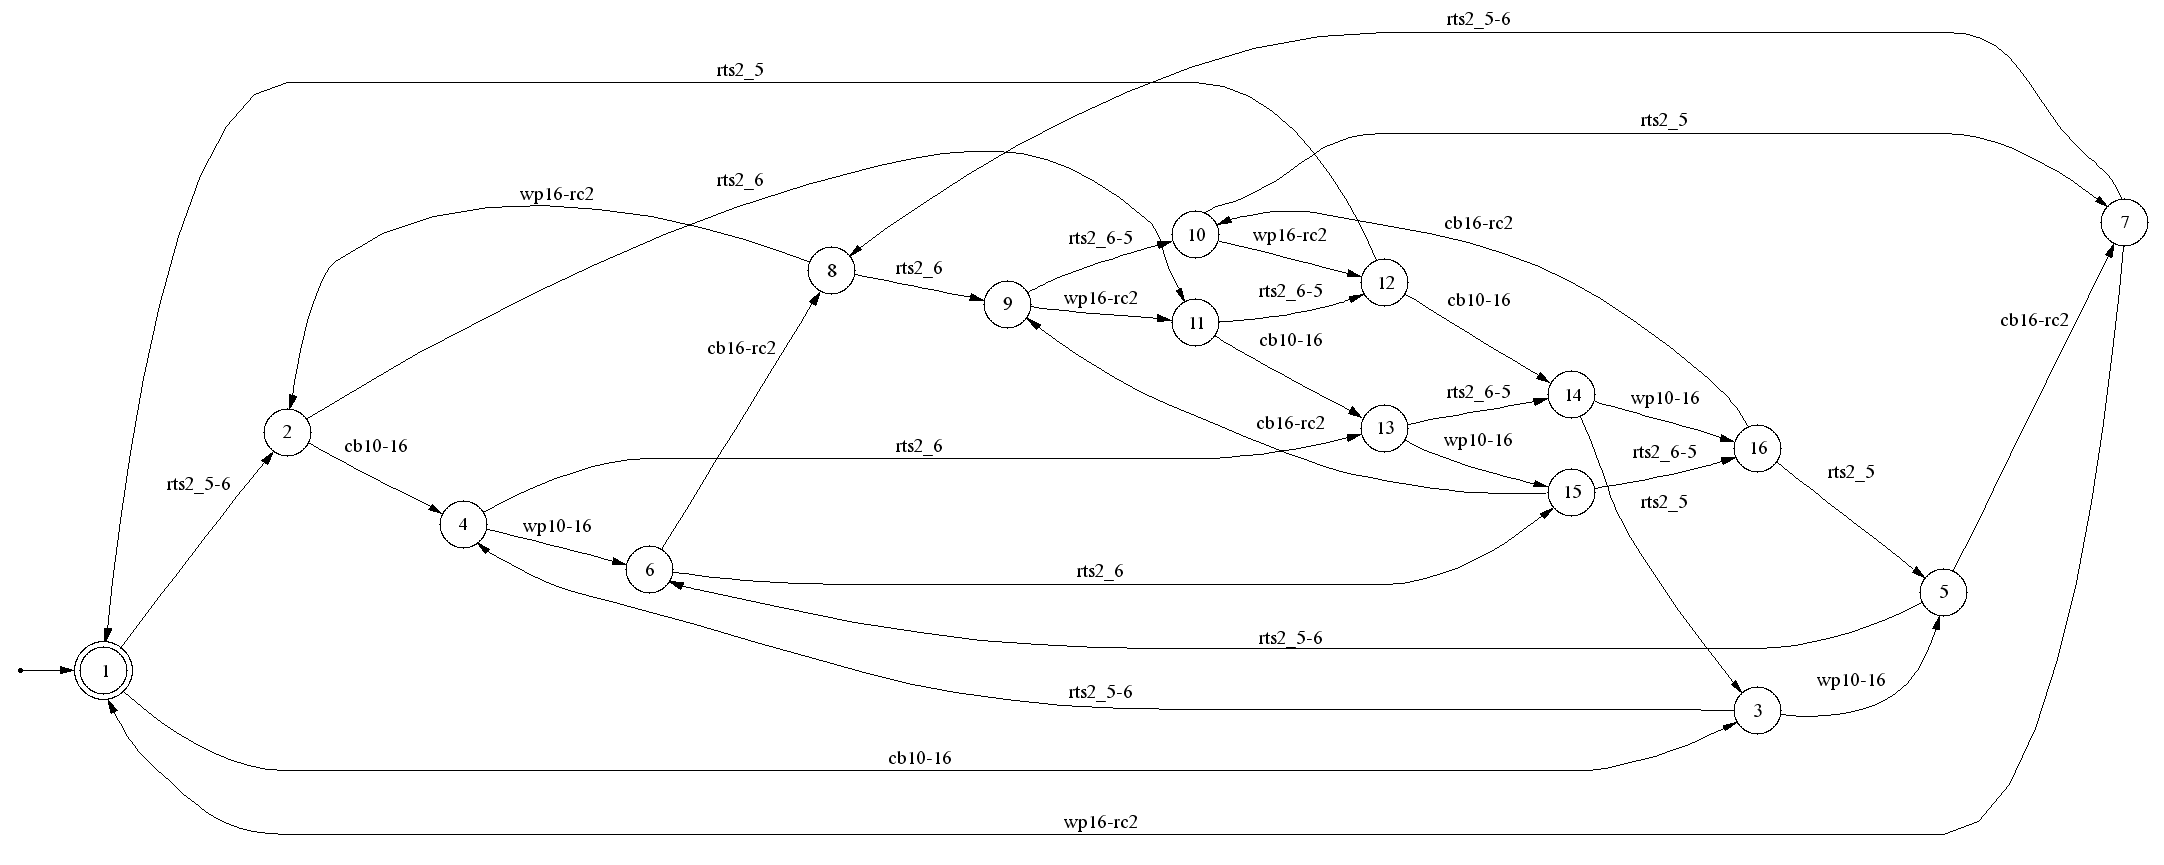 rts2_5-6
rts2_5
rts2_5
rts2_6
wp16-rc2
7
cb16-rc2
10
wp16-rc2
rts2_6-5
8
rts2_6
12
rts2_6-5
wp16-rc2
cb10-16
9
11
cb16-rc2
cb10-16
cb16-rc2
rts2_6-5
14
wp10-16
cb16-rc2
13
2
cb10-16
rts2_6
wp10-16
16
rts2_6-5
rts2_5
rts2_5-6
15
rts2_5
4
wp10-16
6
rts2_6
5
rts2_5-6
1
wp10-16
rts2_5-6
3
cb10-16
wp16-rc2